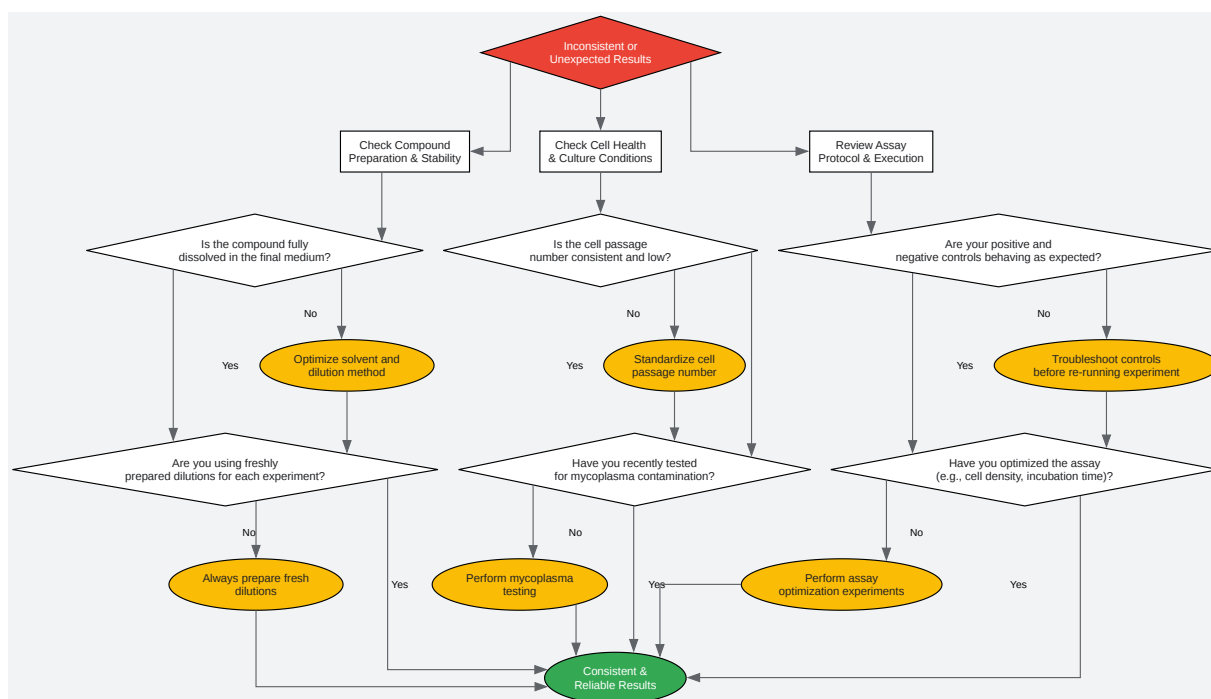 Inconsistent or
Unexpected Results
Check Compound
Preparation & Stability
Check Cell Health
& Culture Conditions
Review Assay
Protocol & Execution
Is the compound fully
dissolved in the final medium?
Is the cell passage
number consistent and low?
Are your positive and
negative controls behaving as expected?
No
No
No
Yes
Optimize solvent and
dilution method
Yes
Standardize cell
passage number
Yes
Troubleshoot controls
before re-running experiment
Are you using freshly
prepared dilutions for each experiment?
Have you recently tested
for mycoplasma contamination?
Have you optimized the assay
(e.g., cell density, incubation time)?
No
No
No
Always prepare fresh
dilutions
Yes
Perform mycoplasma
testing
Yes
Perform assay
optimization experiments
Yes
Consistent &
Reliable Results